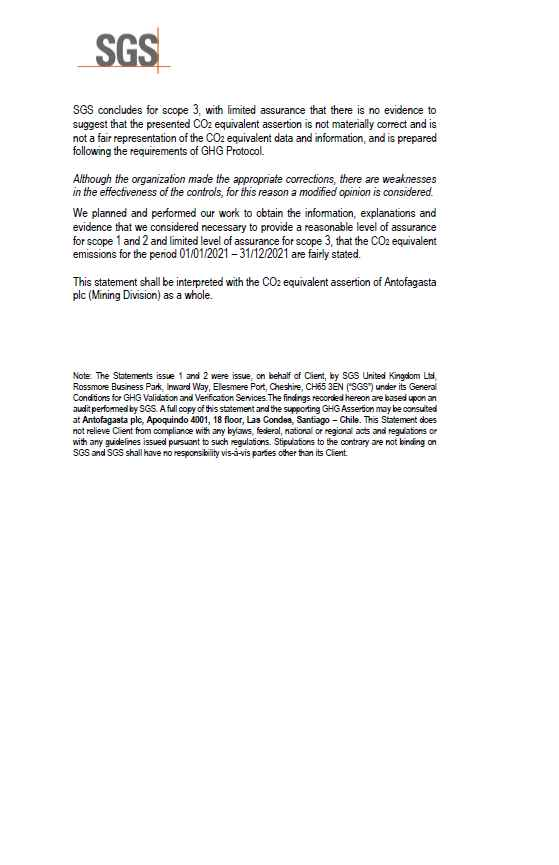 SGS
SGS concludes for scope 3, with limited assurance that there is no evidence to
suggest that the presented CO2 equivalent assertion is not materially correct and is
not a fair representation of the CO2 equivalent data and information, and is prepared
following the requirements of GHG Protocol.
Although the organization made the appropriate corrections, there are weaknesses
in the effectiveness of the controls, for this reason a modified opinion is considered.
We planned and performed our work to obtain the information, explanations and
evidence that we considered necessary to provide a reasonable level of assurance
for scope 1 and 2 and limited level of assurance for scope 3, that the CO2 equivalent
emissions for the period 01/01/2021 – 31/12/2021 are fairly stated.
This statement shall be interpreted with the CO2 equivalent assertion of Antofagasta
plc (Mining Division) as a whole.
Note: The Statements issue 1 and 2 were issue, on behalf of Client, by SGS United Kingdom Ltd,
Rossmore Business Park, Inward Way, Ellesmere Port, Cheshire, CH65 3EN ("SGS") under its General
Conditions for GHG Validation and Verification Services.The findings recorded hereon are based upon an
audit performed by SGS. A full copy of this statement and the supporting GHG Assertion may be consulted
at Antofagasta plc, Apoquindo 4001, 18 floor, Las Condes, Santiago – Chile. This Statement does
not relieve Client from compliance with any bylaws, federal, national or regional acts and regulations or
with any guidelines issued pursuant to such regulations. Stipulations to the contrary are not binding on
SGS and SGS shall have no responsibility vis-à-vis parties other than its Client.